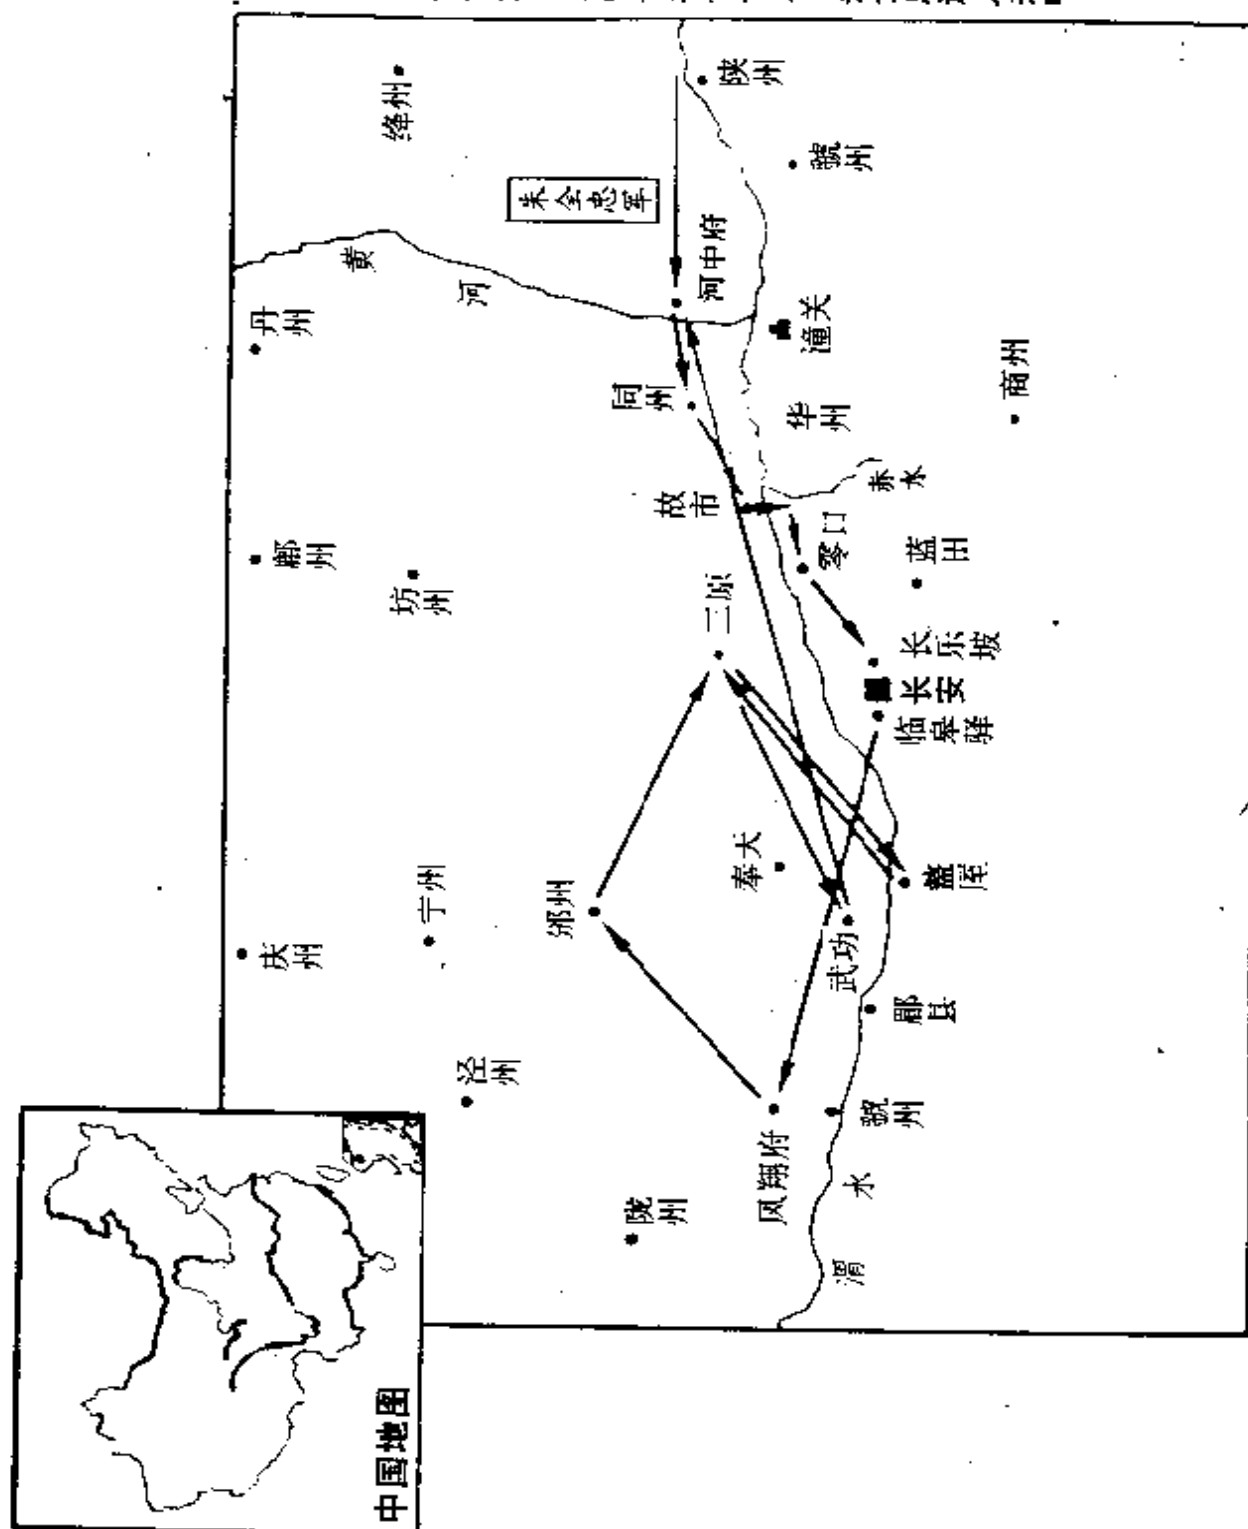 绛州
陕州
虢州
朱全忠军
黄
河
河中府
丹州
潼关
同州
华州
商州
故市
赤水
鄜州
坊州
零口
蓝田
三原
长乐坡
长安
临皋驿
奉天
盩厔
邠州
宁州
庆州
武功
郿县
泾州
凤翔府
虢州
陇州
渭
水
中国地图